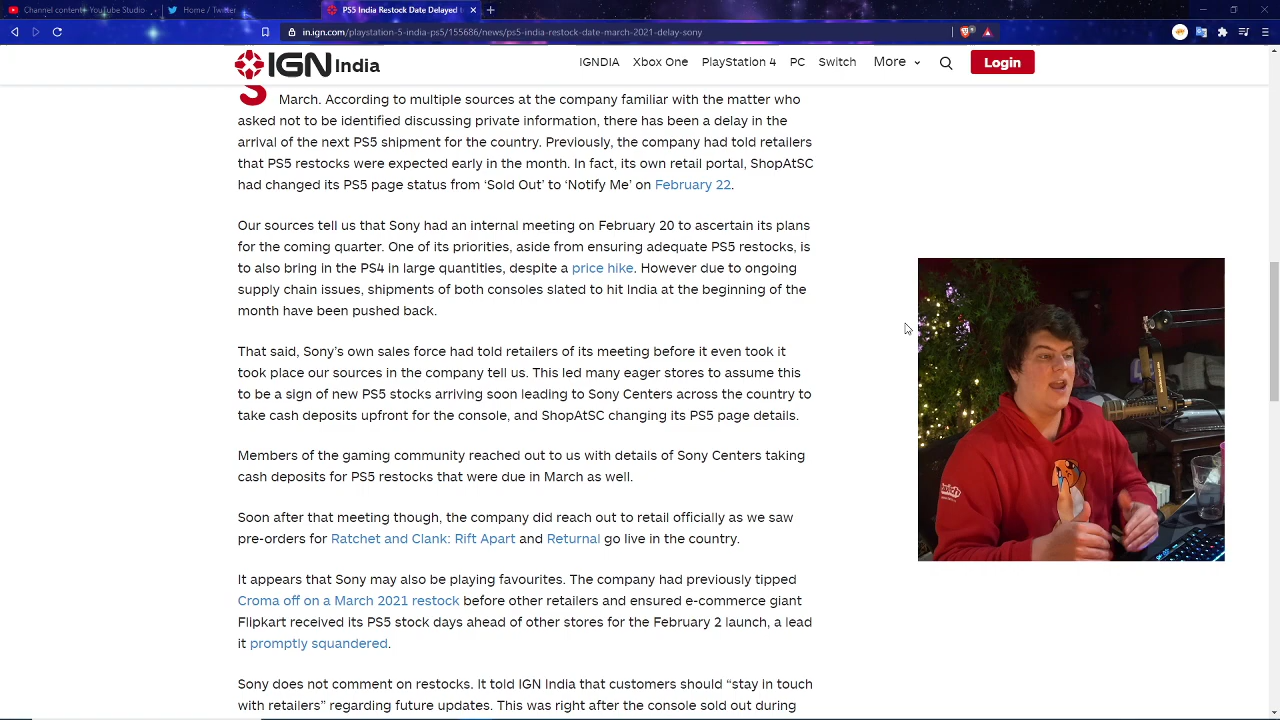 Channel content - YouTube Studio
Home / Twitter
PS5 India Restock Date Delayed
in.ign.com/playstation-5-india-ps5/155686/news/ps5-india-restock-date-march-2021-delay-sony
IGN India
IGNDIA Xbox One PlayStation 4 PC Switch More Login
S
March. According to multiple sources at the company familiar with the matter who
asked not to be identified discussing private information, there has been a delay in the
arrival of the next PS5 shipment for the country. Previously, the company had told retailers
that PS5 restocks were expected early in the month. In fact, its own retail portal, ShopAtSC
had changed its PS5 page status from ‘Sold Out’ to ‘Notify Me’ on February 22.
Our sources tell us that Sony had an internal meeting on February 20 to ascertain its plans
for the coming quarter. One of its priorities, aside from ensuring adequate PS5 restocks, is
to also bring in the PS4 in large quantities, despite a price hike. However due to ongoing
supply chain issues, shipments of both consoles slated to hit India at the beginning of the
month have been pushed back.
That said, Sony’s own sales force had told retailers of its meeting before it even took it
took place our sources in the company tell us. This led many eager stores to assume this
to be a sign of new PS5 stocks arriving soon leading to Sony Centers across the country to
take cash deposits upfront for the console, and ShopAtSC changing its PS5 page details.
Members of the gaming community reached out to us with details of Sony Centers taking
cash deposits for PS5 restocks that were due in March as well.
Soon after that meeting though, the company did reach out to retail officially as we saw
pre-orders for Ratchet and Clank: Rift Apart and Returnal go live in the country.
It appears that Sony may also be playing favourites. The company had previously tipped
Croma off on a March 2021 restock before other retailers and ensured e-commerce giant
Flipkart received its PS5 stock days ahead of other stores for the February 2 launch, a lead
it promptly squandered.
Sony does not comment on restocks. It told IGN India that customers should “stay in touch
with retailers” regarding future updates. This was right after the console sold out during